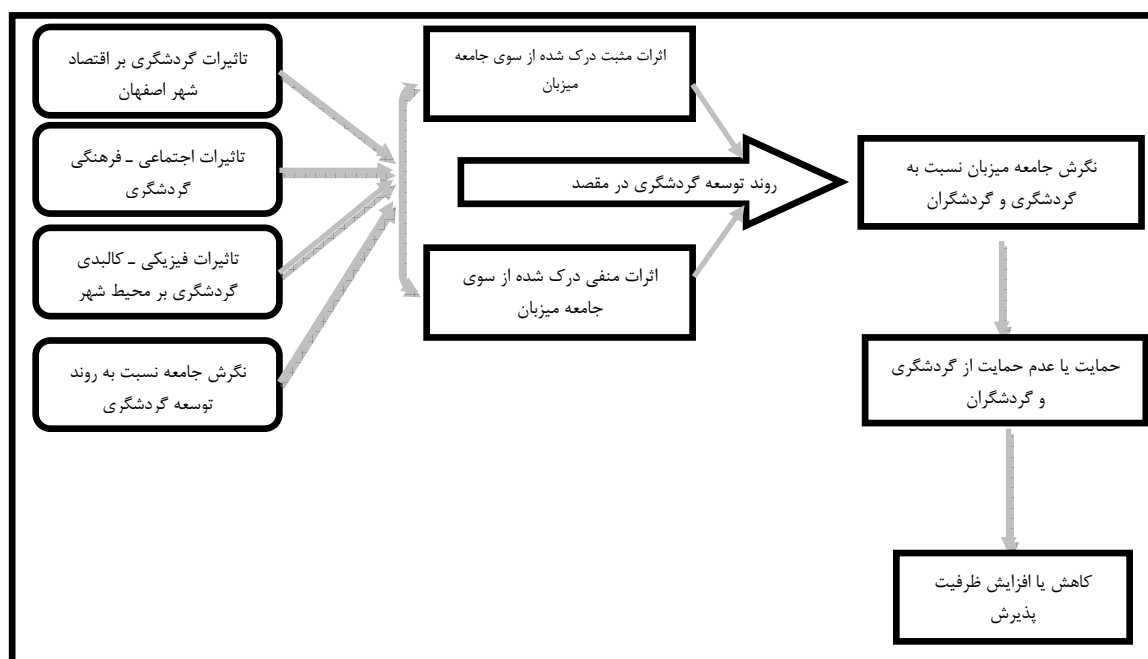 تاثیرات گردشگری بر اقتصاد
شهر اصفهان
تاثیرات اجتماعی ـ فرهنگی
گردشگری
تاثیرات فیزیکی ـ کالبدی
گردشگری بر محیط شهر
نگرش جامعه نسبت به روند
توسعه گردشگری
اثرات مثبت درک شده از سوی جامعه
میزبان
روند توسعه گردشگری در مقصد
اثرات منفی درک شده از سوی
جامعه میزبان
نگرش جامعه میزبان نسبت به
گردشگری و گردشگران
حمایت یا عدم حمایت از گردشگری
و گردشگران
کاهش یا افزایش ظرفیت
پذیرش